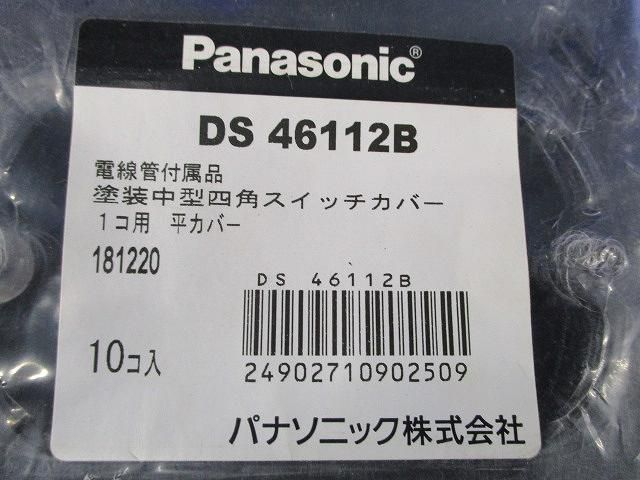 Panasonic®
DS 46112B
電線管付属品
塗装中型四角スイッチカバー
1コ用 平カバー
181220
DS 46112B
10コ入
24902710902509
パナソニック株式会社